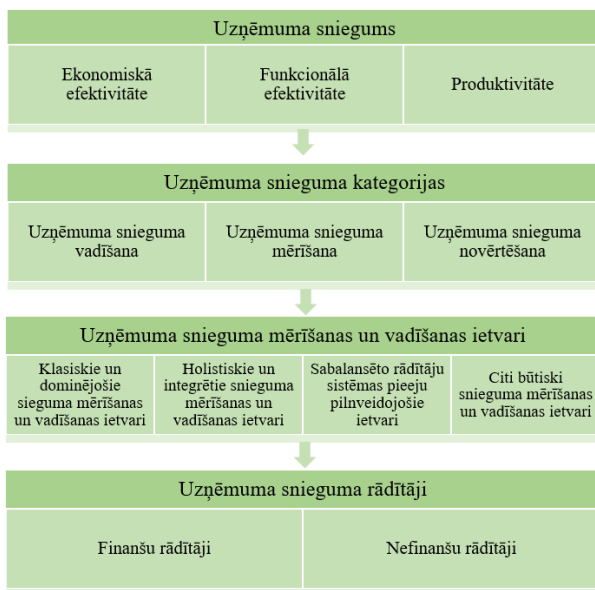 Uzņēmuma sniegums
Ekonomiskā
efektivitāte
Funkcionālā
efektivitāte
Produktivitāte
Uzņēmuma snieguma kategorijas
Uzņēmuma snieguma
vadīšana
Uzņēmuma snieguma
mērīšana
Uzņēmuma snieguma
novērtēšana
Uzņēmuma snieguma mērīšanas un vadīšanas ietvari
Klasiskie un
dominējošie
sieguma mērīšanas
un vadīšanas ietvari
Holistiskie un
integrētie snieguma
mērīšanas un
vadīšanas ietvari
Sabalansēto rādītāju
sistēmas pieeju
pilnveidojošie
ietvari
Citi būtiski
snieguma mērīšanas
un vadīšanas ietvari
Uzņēmuma snieguma rādītāji
Finanšu rādītāji
Nefinanšu rādītāji